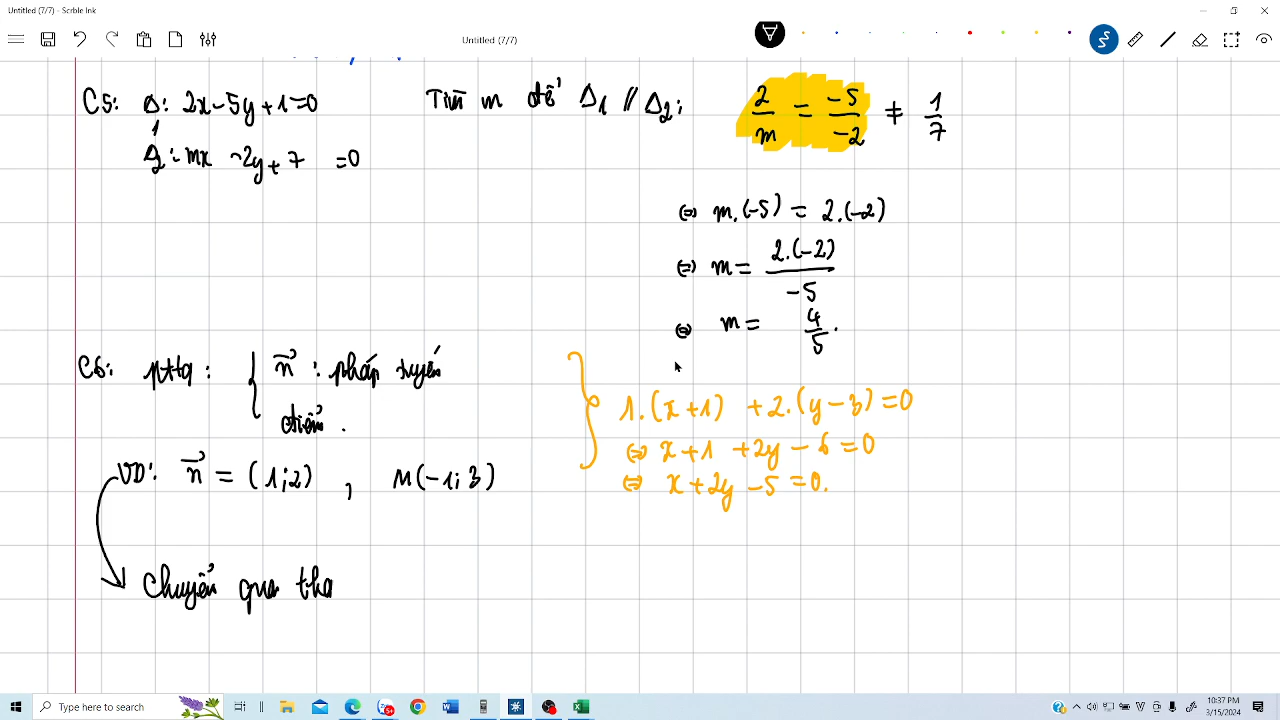 Untitled (7/7) - Scrble Ink
Untitled (7/7)
C5: Δ₁: 2x - 5y + 1 = 0
Δ₂: mx - 2y + 7 = 0
Tìm m để Δ₁ // Δ₂: 2/m = -5/-2 ≠ 1/7
⇔ m.(-5) = 2.(-2)
⇔ m = 2.(-2)/-5
⇔ m = 4/5.
C6: pttq: { n⃗ : pháp tuyến
điểm.
VD: n⃗ = (1;2) , M(-1;3)
} 1.(x+1) + 2.(y-3) = 0
⇔ x + 1 + 2y - 6 = 0
⇔ x + 2y - 5 = 0.
Chuyển qua tha
Type here to search
10:37 PM
3/15/2024